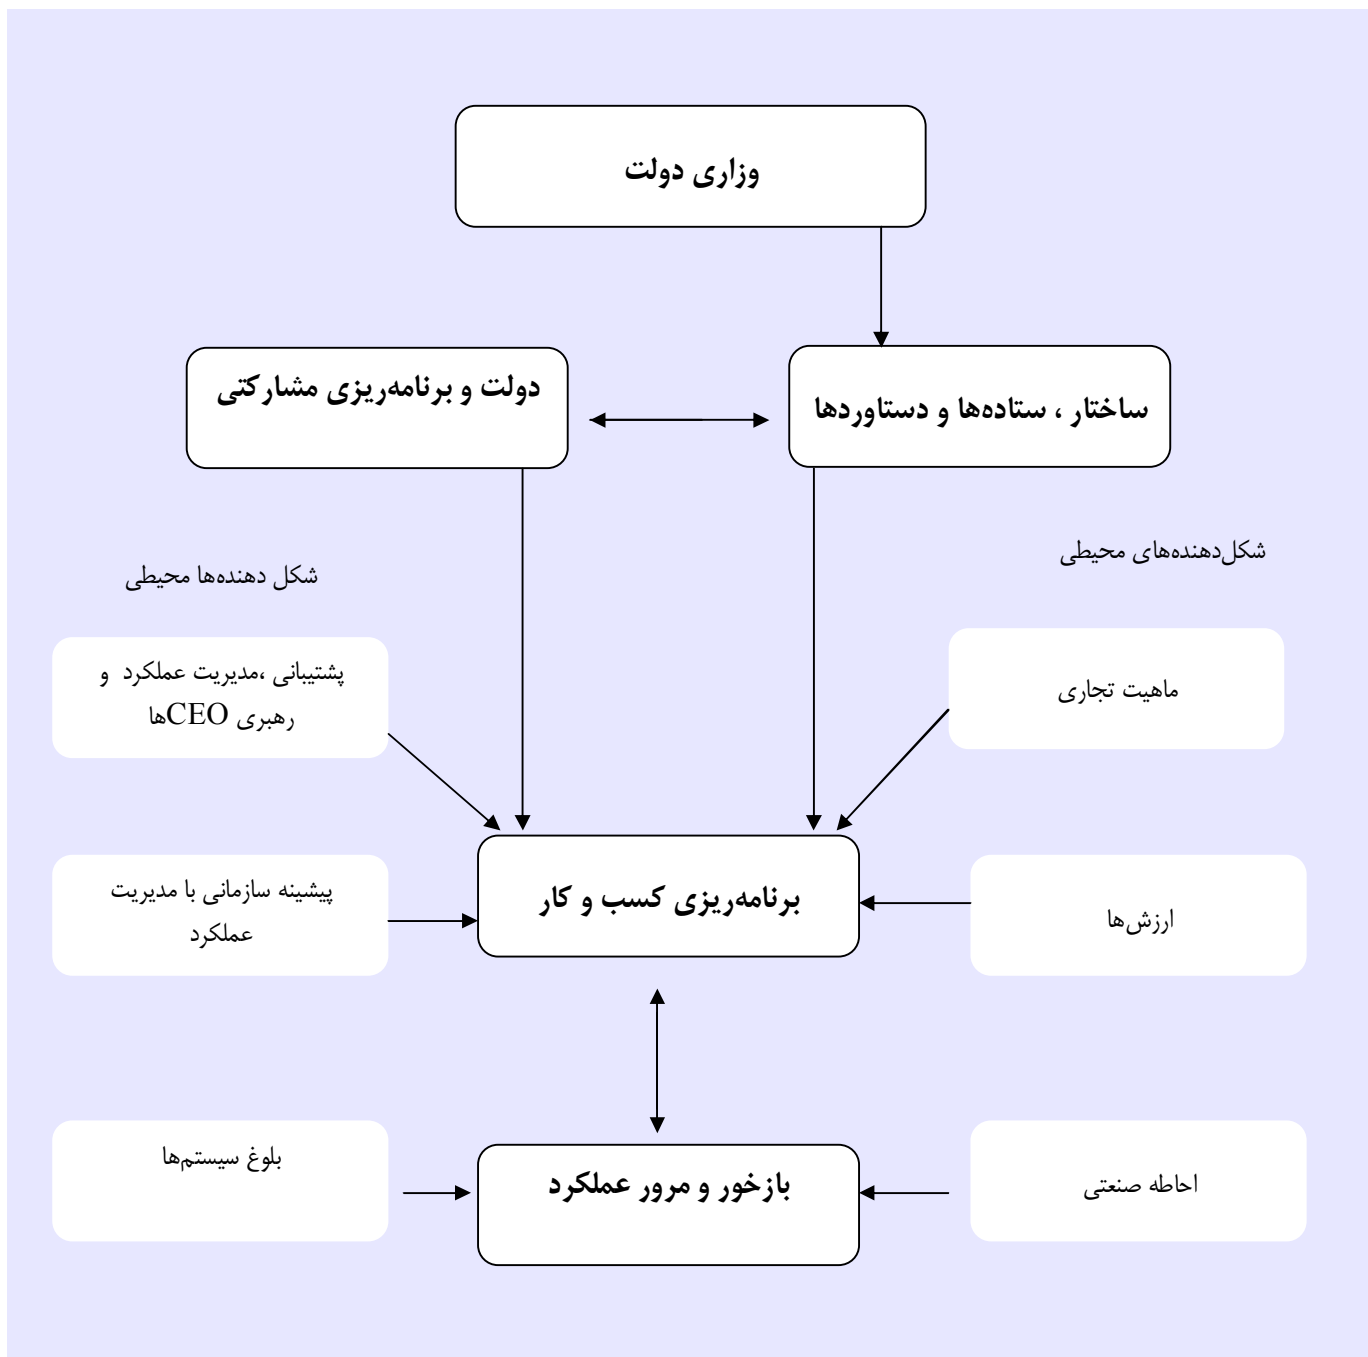 وزاری دولت
ساختار ، ستاده‌ها و دستاوردها
دولت و برنامه‌ریزی مشارکتی
شکل‌دهنده‌های محیطی
شکل دهنده‌ها محیطی
ماهیت تجاری
پشتیبانی ،مدیریت عملکرد و
رهبری CEOها
ارزش‌ها
برنامه‌ریزی کسب و کار
پیشینه سازمانی با مدیریت
عملکرد
احاطه صنعتی
بازخور و مرور عملکرد
بلوغ سیستم‌ها